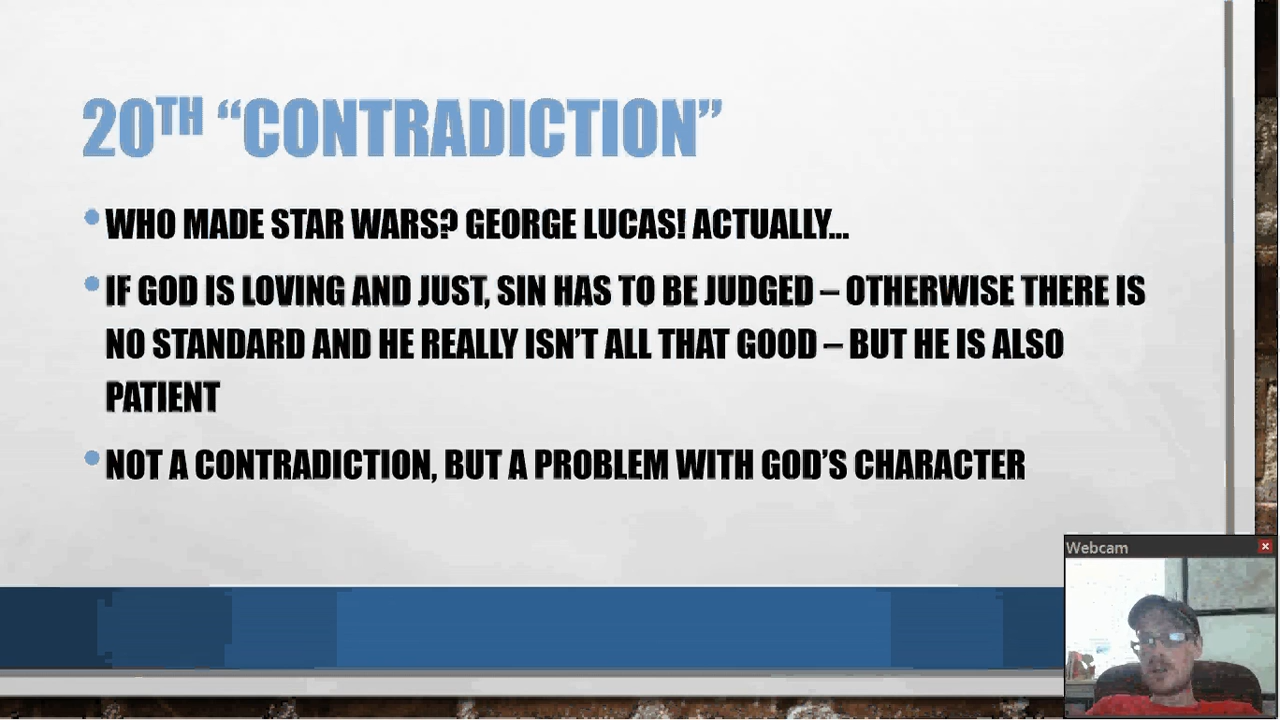 20TH “CONTRADICTION”
• WHO MADE STAR WARS? GEORGE LUCAS! ACTUALLY...
• IF GOD IS LOVING AND JUST, SIN HAS TO BE JUDGED – OTHERWISE THERE IS
NO STANDARD AND HE REALLY ISN’T ALL THAT GOOD – BUT HE IS ALSO
PATIENT
• NOT A CONTRADICTION, BUT A PROBLEM WITH GOD’S CHARACTER
Webcam